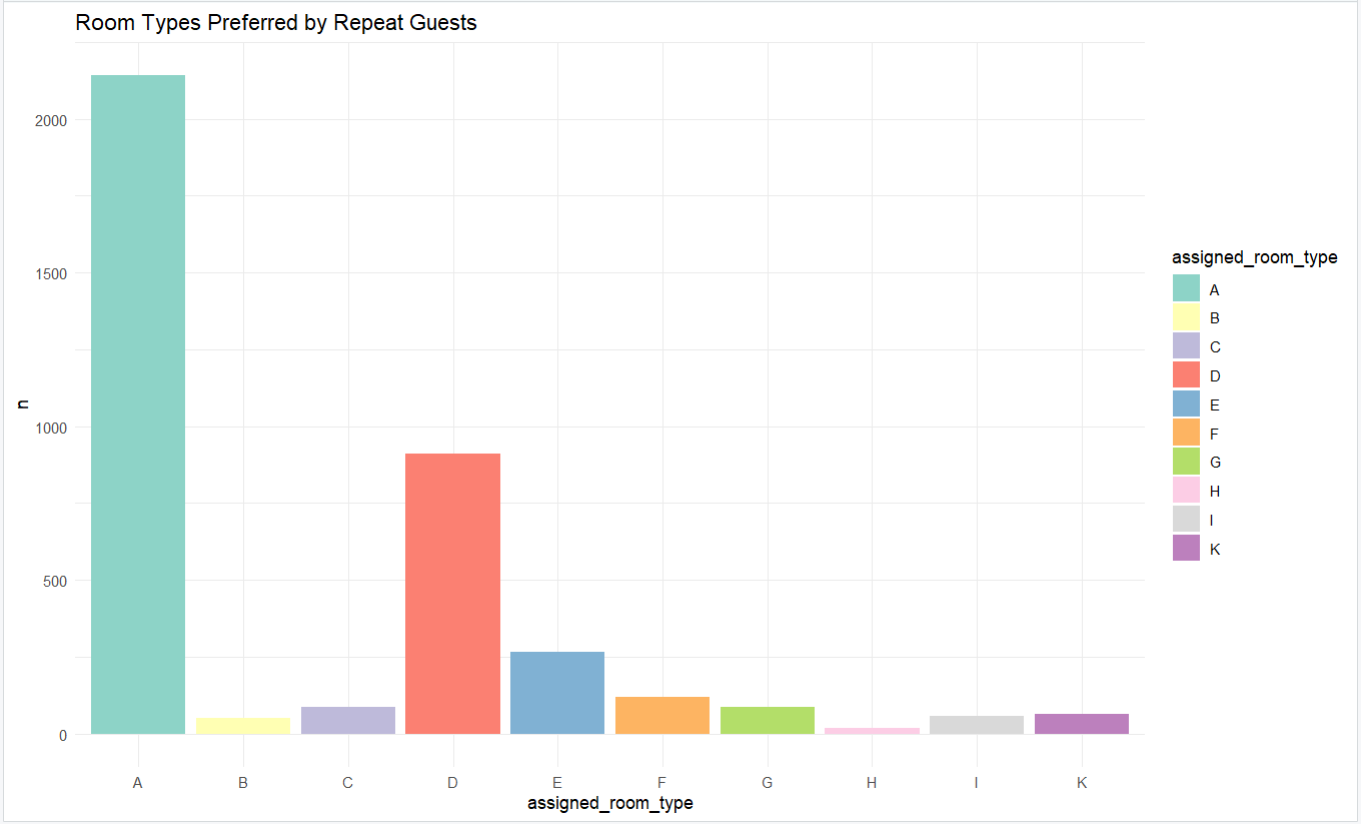 Room Types Preferred by Repeat Guests
2000
1500
1000
500
0
n
A B C D E F G H I K
assigned_room_type
assigned_room_type
A
B
C
D
E
F
G
H
I
K